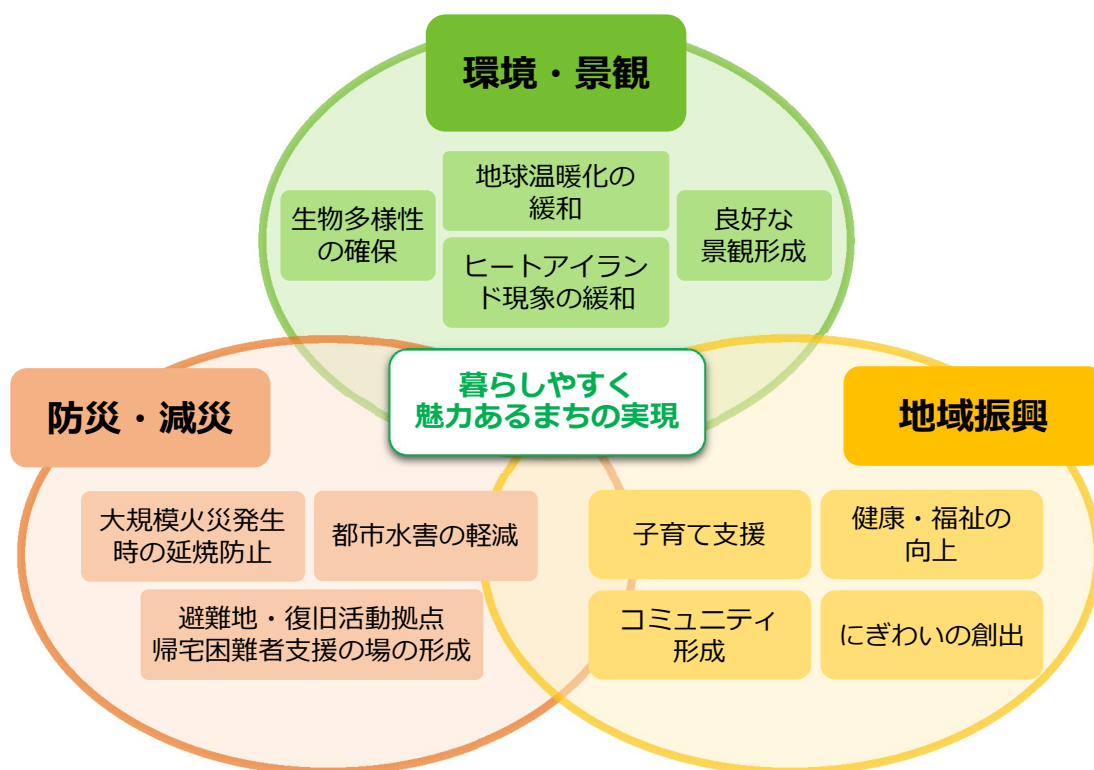 環境・景観
生物多様性
の確保
地球温暖化の
緩和
ヒートアイラン
ド現象の緩和
良好な
景観形成
暮らしやすく
魅力あるまちの実現
防災・減災
大規模火災発生
時の延焼防止
都市水害の軽減
避難地・復旧活動拠点
帰宅困難者支援の場の形成
地域振興
子育て支援
健康・福祉の
向上
コミュニティ
形成
にぎわいの創出